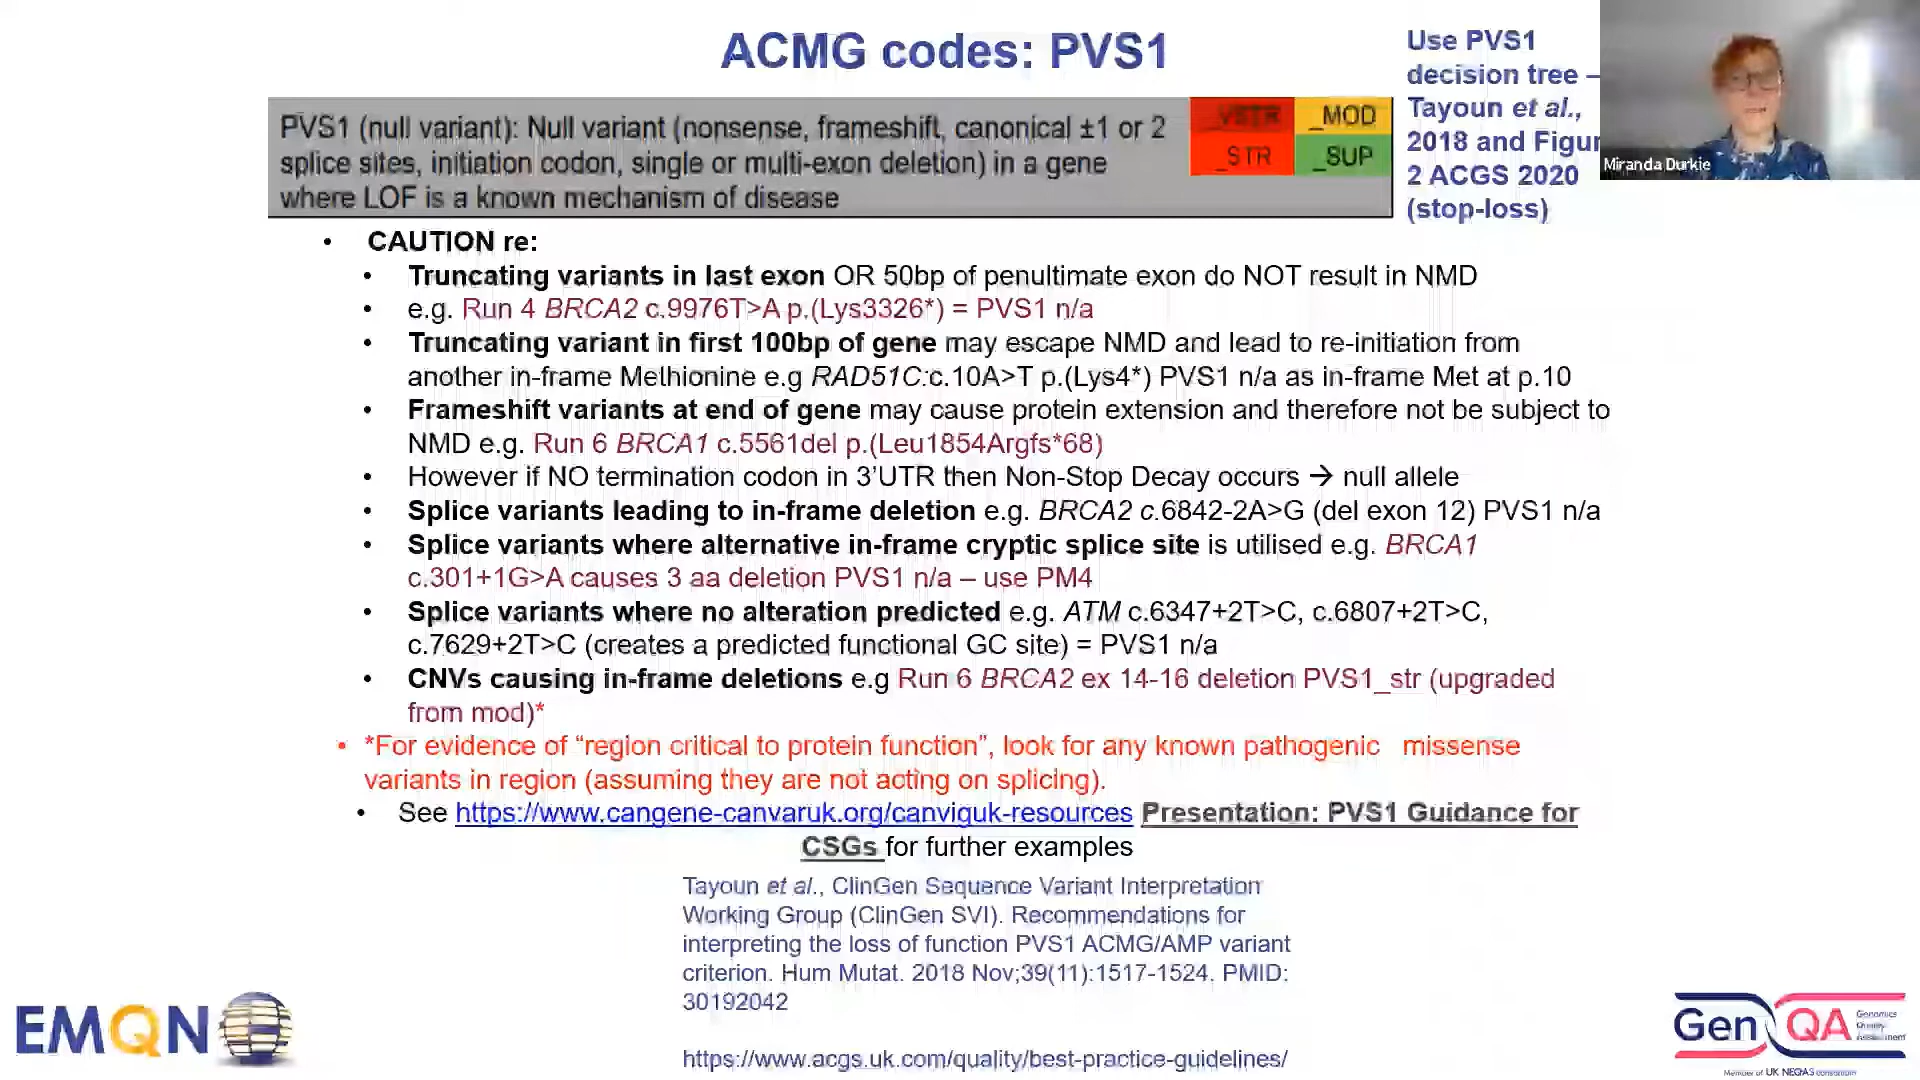 ACMG codes: PVS1
Use PVS1
decision tree –
Tayoun et al.,
2018 and Figur
2 ACGS 2020
(stop-loss)
Miranda Durkie
PVS1 (null variant): Null variant (nonsense, frameshift, canonical ±1 or 2
splice sites, initiation codon, single or multi-exon deletion) in a gene
where LOF is a known mechanism of disease
_VSTR _MOD
_STR _SUP
• CAUTION re:
• Truncating variants in last exon OR 50bp of penultimate exon do NOT result in NMD
• e.g. Run 4 BRCA2 c.9976T>A p.(Lys3326*) = PVS1 n/a
• Truncating variant in first 100bp of gene may escape NMD and lead to re-initiation from
another in-frame Methionine e.g RAD51C:c.10A>T p.(Lys4*) PVS1 n/a as in-frame Met at p.10
• Frameshift variants at end of gene may cause protein extension and therefore not be subject to
NMD e.g. Run 6 BRCA1 c.5561del p.(Leu1854Argfs*68)
• However if NO termination codon in 3’UTR then Non-Stop Decay occurs → null allele
• Splice variants leading to in-frame deletion e.g. BRCA2 c.6842-2A>G (del exon 12) PVS1 n/a
• Splice variants where alternative in-frame cryptic splice site is utilised e.g. BRCA1
c.301+1G>A causes 3 aa deletion PVS1 n/a – use PM4
• Splice variants where no alteration predicted e.g. ATM c.6347+2T>C, c.6807+2T>C,
c.7629+2T>C (creates a predicted functional GC site) = PVS1 n/a
• CNVs causing in-frame deletions e.g Run 6 BRCA2 ex 14-16 deletion PVS1_str (upgraded
from mod)*
• *For evidence of “region critical to protein function”, look for any known pathogenic missense
variants in region (assuming they are not acting on splicing).
• See https://www.cangene-canvaruk.org/canviguk-resources Presentation: PVS1 Guidance for
CSGs for further examples
Tayoun et al., ClinGen Sequence Variant Interpretation
Working Group (ClinGen SVI). Recommendations for
interpreting the loss of function PVS1 ACMG/AMP variant
criterion. Hum Mutat. 2018 Nov;39(11):1517-1524. PMID:
30192042
https://www.acgs.uk.com/quality/best-practice-guidelines/
EMQN
Gen QA
Genomics
Quality
Assessment
Member of UK NEQAS consortium